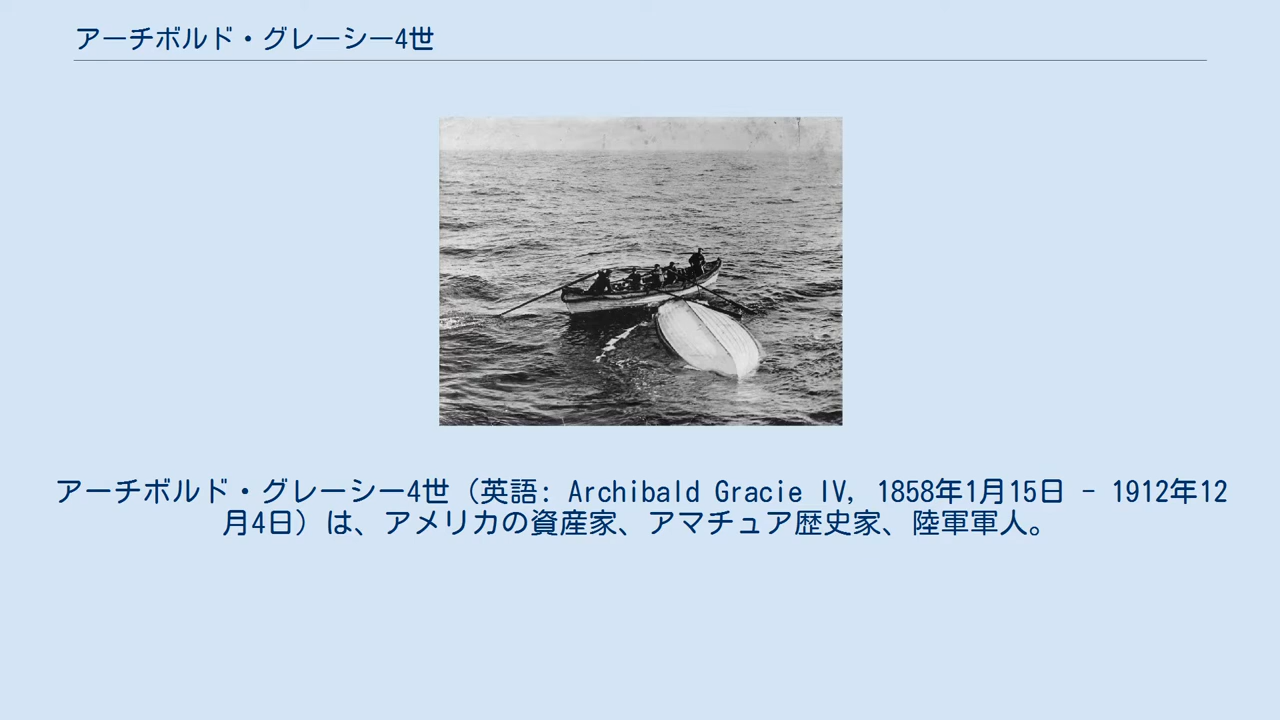 アーチボルド・グレーシー4世
アーチボルド・グレーシー4世（英語: Archibald Gracie IV, 1858年1月15日 - 1912年12
月4日）は、アメリカの資産家、アマチュア歴史家、陸軍軍人。